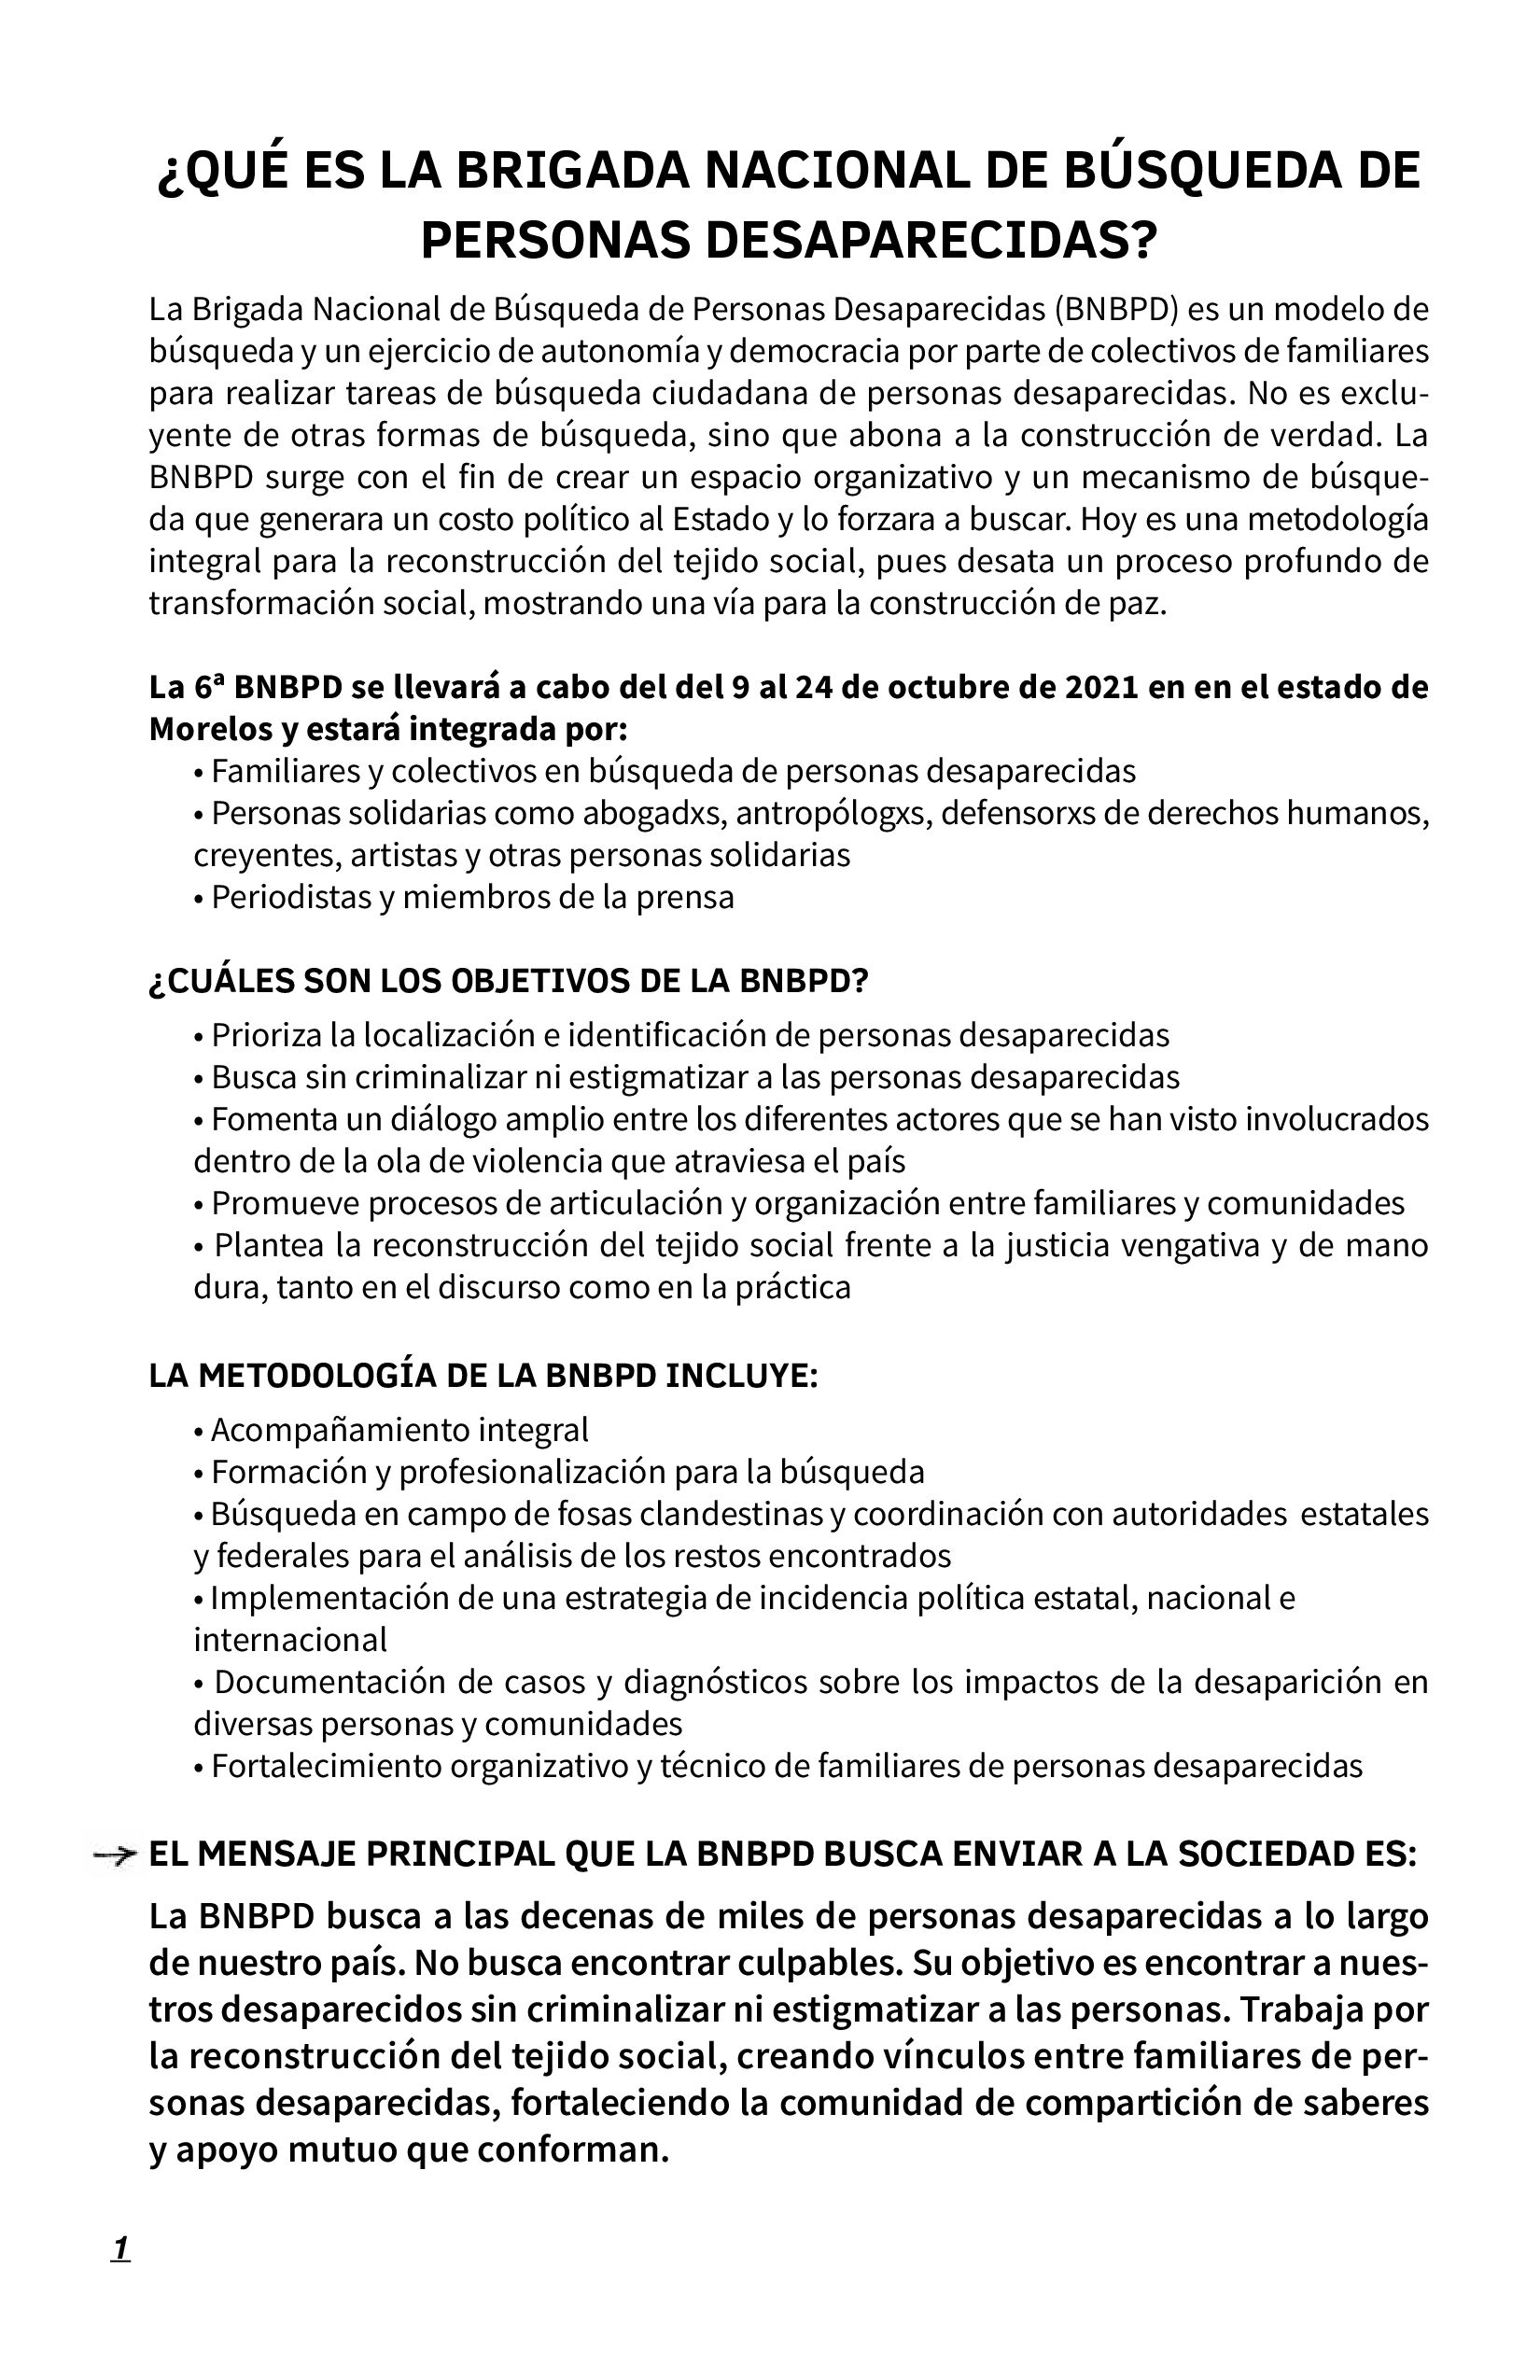 ¿QUÉ ES LA BRIGADA NACIONAL DE BÚSQUEDA DE
PERSONAS DESAPARECIDAS?
La Brigada Nacional de Búsqueda de Personas Desaparecidas (BNBPD) es un modelo de
búsqueda y un ejercicio de autonomía y democracia por parte de colectivos de familiares
para realizar tareas de búsqueda ciudadana de personas desaparecidas. No es exclu-
yente de otras formas de búsqueda, sino que abona a la construcción de verdad. La
BNBPD surge con el fin de crear un espacio organizativo y un mecanismo de búsque-
da que generara un costo político al Estado y lo forzara a buscar. Hoy es una metodología
integral para la reconstrucción del tejido social, pues desata un proceso profundo de
transformación social, mostrando una vía para la construcción de paz.
La 6ª BNBPD se llevará a cabo del del 9 al 24 de octubre de 2021 en en el estado de
Morelos y estará integrada por:
• Familiares y colectivos en búsqueda de personas desaparecidas
• Personas solidarias como abogadxs, antropólogxs, defensorxs de derechos humanos,
creyentes, artistas y otras personas solidarias
• Periodistas y miembros de la prensa
¿CUÁLES SON LOS OBJETIVOS DE LA BNBPD?
• Prioriza la localización e identificación de personas desaparecidas
• Busca sin criminalizar ni estigmatizar a las personas desaparecidas
• Fomenta un diálogo amplio entre los diferentes actores que se han visto involucrados
dentro de la ola de violencia que atraviesa el país
• Promueve procesos de articulación y organización entre familiares y comunidades
• Plantea la reconstrucción del tejido social frente a la justicia vengativa y de mano
dura, tanto en el discurso como en la práctica
LA METODOLOGÍA DE LA BNBPD INCLUYE:
• Acompañamiento integral
• Formación y profesionalización para la búsqueda
• Búsqueda en campo de fosas clandestinas y coordinación con autoridades estatales
y federales para el análisis de los restos encontrados
• Implementación de una estrategia de incidencia política estatal, nacional e
internacional
• Documentación de casos y diagnósticos sobre los impactos de la desaparición en
diversas personas y comunidades
• Fortalecimiento organizativo y técnico de familiares de personas desaparecidas
→ EL MENSAJE PRINCIPAL QUE LA BNBPD BUSCA ENVIAR A LA SOCIEDAD ES:
La BNBPD busca a las decenas de miles de personas desaparecidas a lo largo
de nuestro país. No busca encontrar culpables. Su objetivo es encontrar a nues-
tros desaparecidos sin criminalizar ni estigmatizar a las personas. Trabaja por
la reconstrucción del tejido social, creando vínculos entre familiares de per-
sonas desaparecidas, fortaleciendo la comunidad de compartición de saberes
y apoyo mutuo que conforman.
1